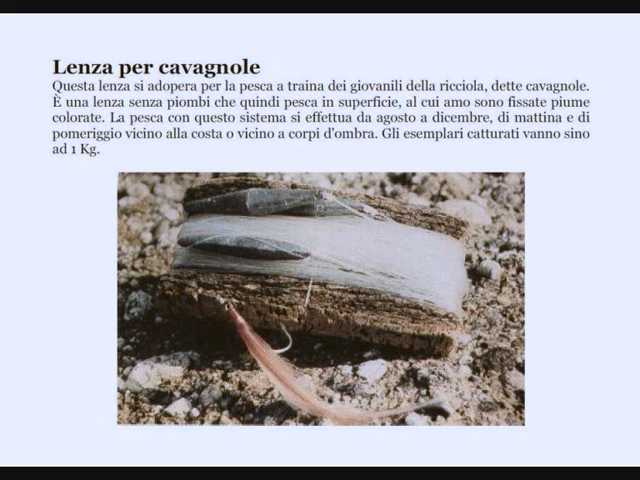 Lenza per cavagnole
Questa lenza si adopera per la pesca a traina dei giovanili della ricciola, dette cavagnole.
È una lenza senza piombi che quindi pesca in superficie, al cui amo sono fissate piume
colorate. La pesca con questo sistema si effettua da agosto a dicembre, di mattina e di
pomeriggio vicino alla costa o vicino a corpi d'ombra. Gli esemplari catturati vanno sino
ad 1 Kg.